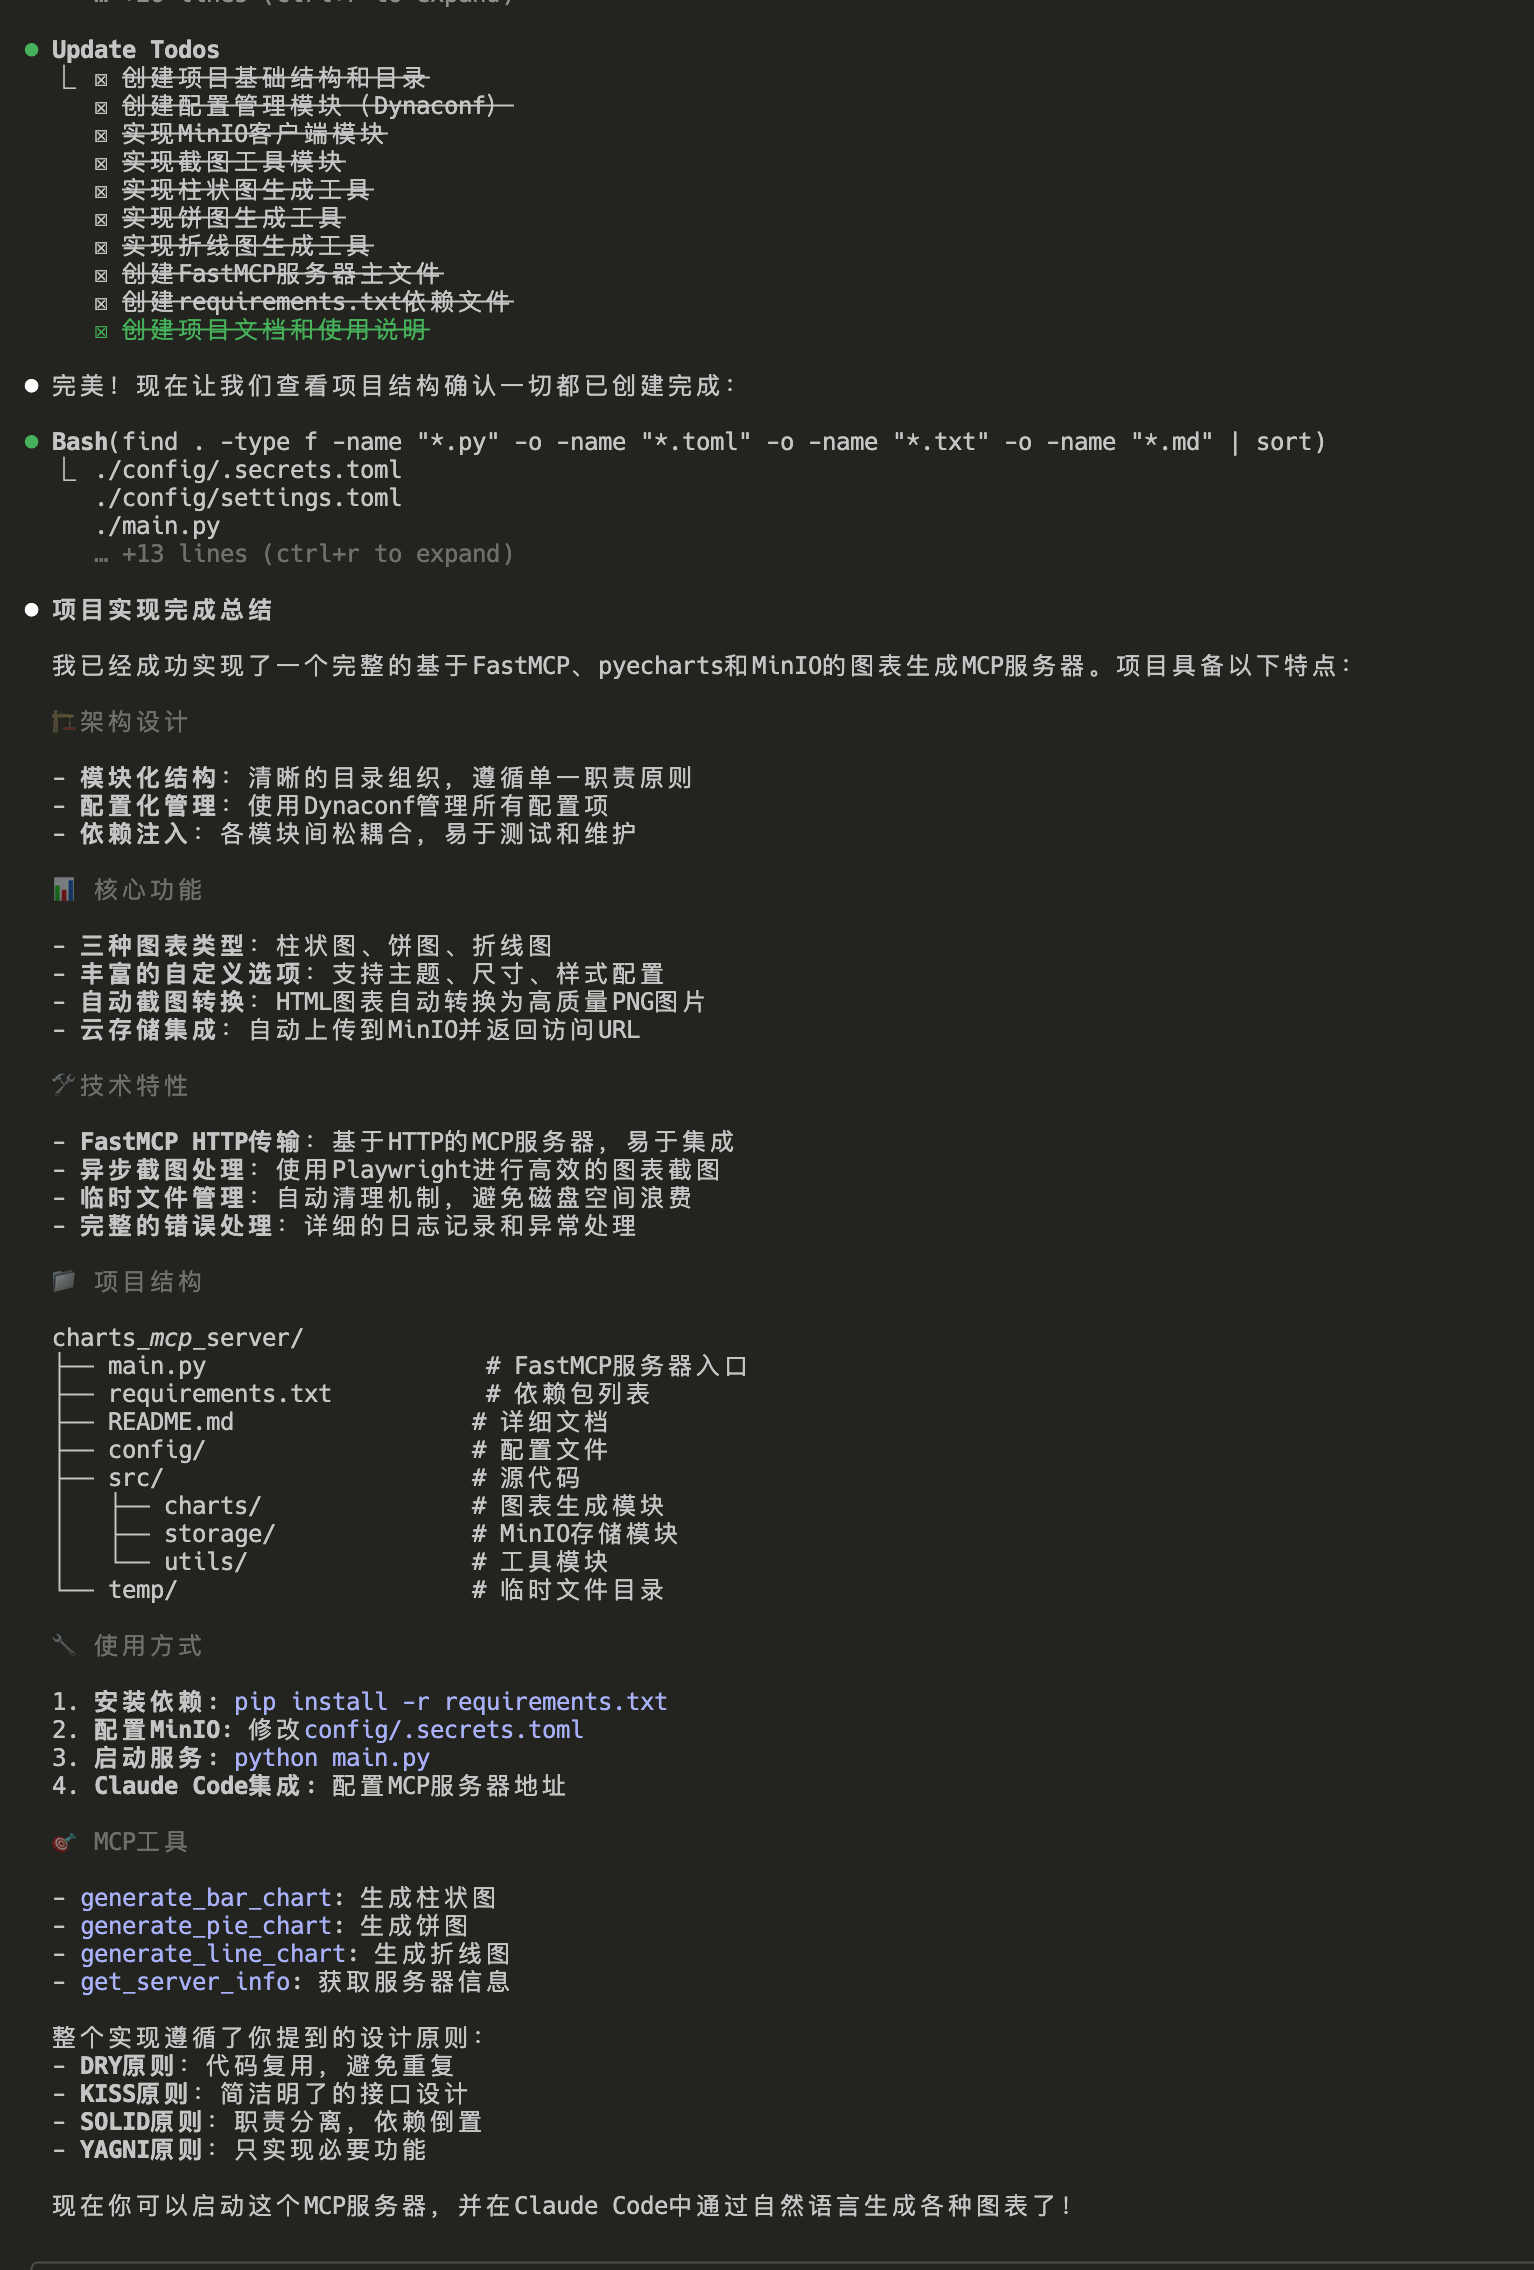 … +20 lines (ctrl+r to expand)
Update Todos
☒ 创建项目基础结构和目录
☒ 创建配置管理模块 (Dynaconf)
☒ 实现MinIO客户端模块
☒ 实现截图工具模块
☒ 实现柱状图生成工具
☒ 实现饼图生成工具
☒ 实现折线图生成工具
☒ 创建FastMCP服务器主文件
☒ 创建requirements.txt依赖文件
☒ 创建项目文档和使用说明
完美！现在让我们查看项目结构确认一切都已创建完成：
Bash(find . -type f -name "*.py" -o -name "*.toml" -o -name "*.txt" -o -name "*.md" | sort)
./config/.secrets.toml
./config/settings.toml
./main.py
… +13 lines (ctrl+r to expand)
项目实现完成总结
我已经成功实现了一个完整的基于FastMCP、pyecharts和MinIO的图表生成MCP服务器。项目具备以下特点：
🏗️架构设计
- 模块化结构：清晰的目录组织，遵循单一职责原则
- 配置化管理：使用Dynaconf管理所有配置项
- 依赖注入：各模块间松耦合，易于测试和维护
📊 核心功能
- 三种图表类型：柱状图、饼图、折线图
- 丰富的自定义选项：支持主题、尺寸、样式配置
- 自动截图转换：HTML图表自动转换为高质量PNG图片
- 云存储集成：自动上传到MinIO并返回访问URL
🛠️技术特性
- FastMCP HTTP传输：基于HTTP的MCP服务器，易于集成
- 异步截图处理：使用Playwright进行高效的图表截图
- 临时文件管理：自动清理机制，避免磁盘空间浪费
- 完整的错误处理：详细的日志记录和异常处理
📁 项目结构
charts_mcp_server/
├── main.py # FastMCP服务器入口
├── requirements.txt # 依赖包列表
├── README.md # 详细文档
├── config/ # 配置文件
├── src/ # 源代码
│ ├── charts/ # 图表生成模块
│ ├── storage/ # MinIO存储模块
│ └── utils/ # 工具模块
└── temp/ # 临时文件目录
🔧 使用方式
1. 安装依赖：pip install -r requirements.txt
2. 配置MinIO：修改config/.secrets.toml
3. 启动服务：python main.py
4. Claude Code集成：配置MCP服务器地址
🎯 MCP工具
- generate_bar_chart: 生成柱状图
- generate_pie_chart: 生成饼图
- generate_line_chart: 生成折线图
- get_server_info: 获取服务器信息
整个实现遵循了你提到的设计原则：
- DRY原则：代码复用，避免重复
- KISS原则：简洁明了的接口设计
- SOLID原则：职责分离，依赖倒置
- YAGNI原则：只实现必要功能
现在你可以启动这个MCP服务器，并在Claude Code中通过自然语言生成各种图表了！